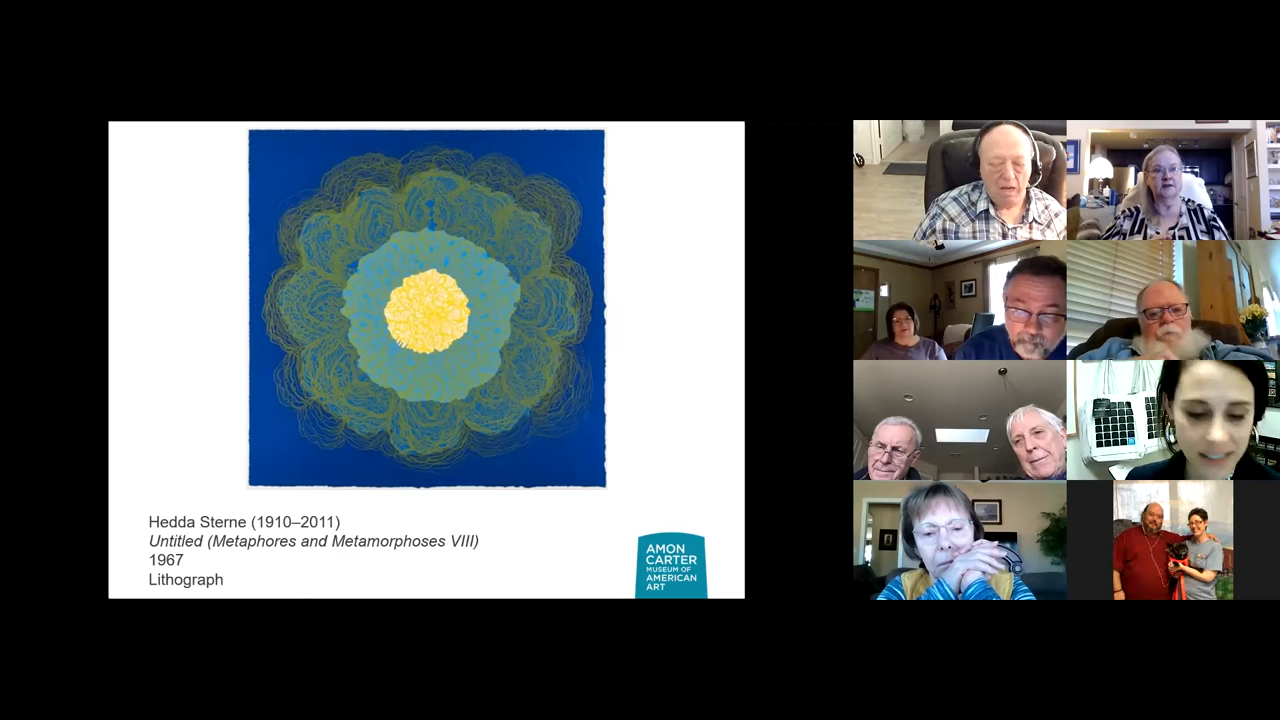 Hedda Sterne (1910–2011)
Untitled (Metaphores and Metamorphoses VIII)
1967
Lithograph
AMON
CARTER
MUSEUM OF
AMERICAN
ART